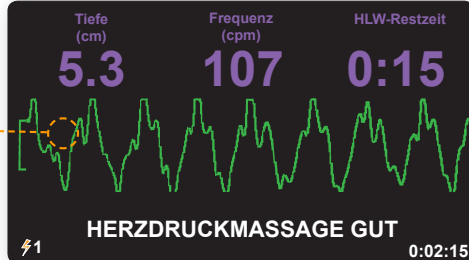 Tiefe
(cm)
5.3
Frequenz
(cpm)
107
HLW-Restzeit
0:15
HERZDRUCKMASSAGE GUT
1
0:02:15